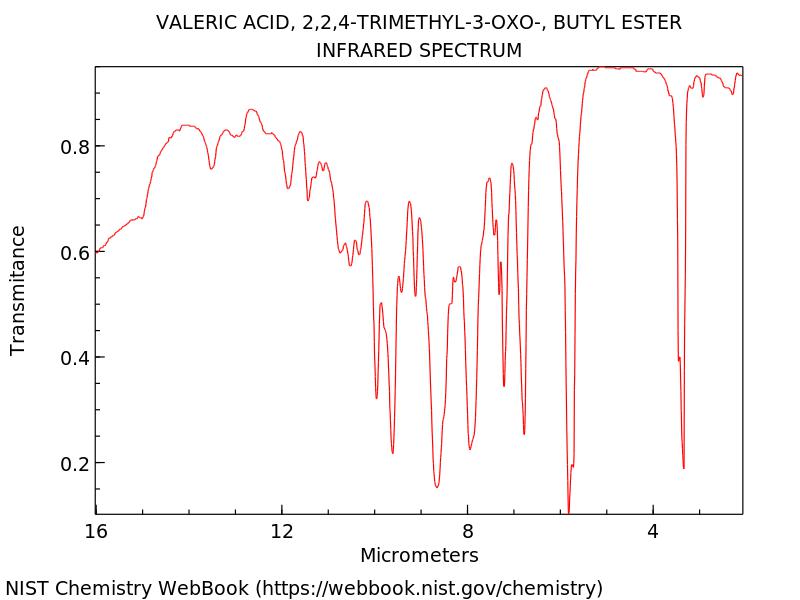 VALERIC ACID, 2,2,4-TRIMETHYL-3-OXO-, BUTYL ESTER
INFRARED SPECTRUM
0.8
0.6
0.4
0.2
Transmitance
16 12 8 4
Micrometers
NIST Chemistry WebBook (https://webbook.nist.gov/chemistry)